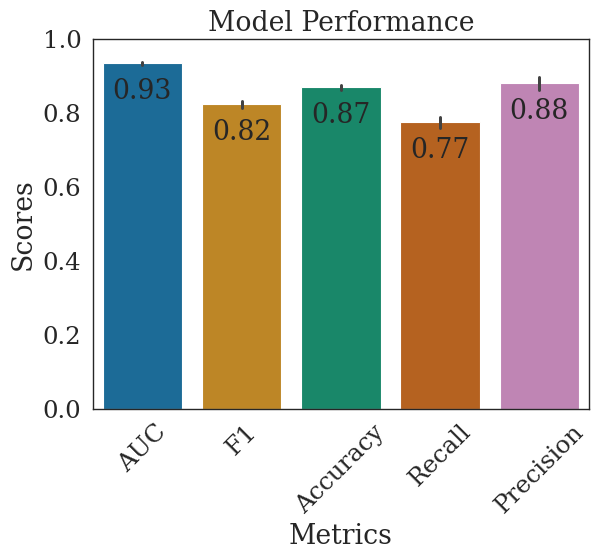 Model Performance
1.0
0.8
0.6
0.4
0.2
0.0
Scores
0.93
0.82
0.87
0.77
0.88
AUC
F1
Accuracy
Recall
Precision
Metrics